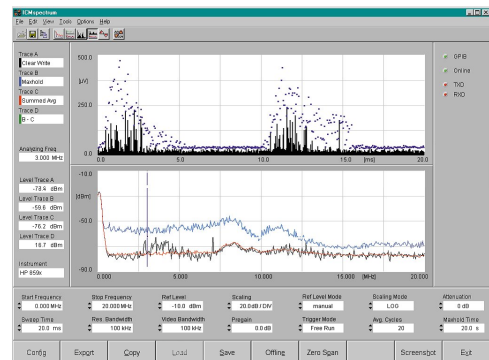 ICMspectrum
File Edit View Tools Options Help
Trace A
Clear Write
Trace B
Maxhold
Trace C
Summed Avg
Trace D
B - C
Analyzing Freq
3.000 MHz
Level Trace A
dBm
Level Trace B
-59.6 dBm
Level Trace C
-76.2 dBm
Level Trace D
16.7 dBm
Instrument
HP 859x
500.0
[µV]
250.0
0.0
0.0 5.0 10.0 15.0 [ms] 20.0
-10.0
[dBm]
-50.0
-90.0
0.000 5.000 10.000 15.000 [MHz] 20.000
GPIB
Online
TXD
RXD
Start Frequency Stop Frequency Ref Level Scaling Ref Level Mode Scaling Mode Attenuation
0.000 MHz 20.000 MHz -10.0 dBm 20.0 dB / DIV manual LOG 0 dB
Sweep Time Res. Bandwidth Video Bandwidth Pregain Trigger Mode Avg. Cycles Maxhold Time
20.0 ms 100 kHz 100 kHz 0.0 dB Free Run 20 20.0 s
Config Export Copy Load Save Offline Zero Span Screenshot Exit